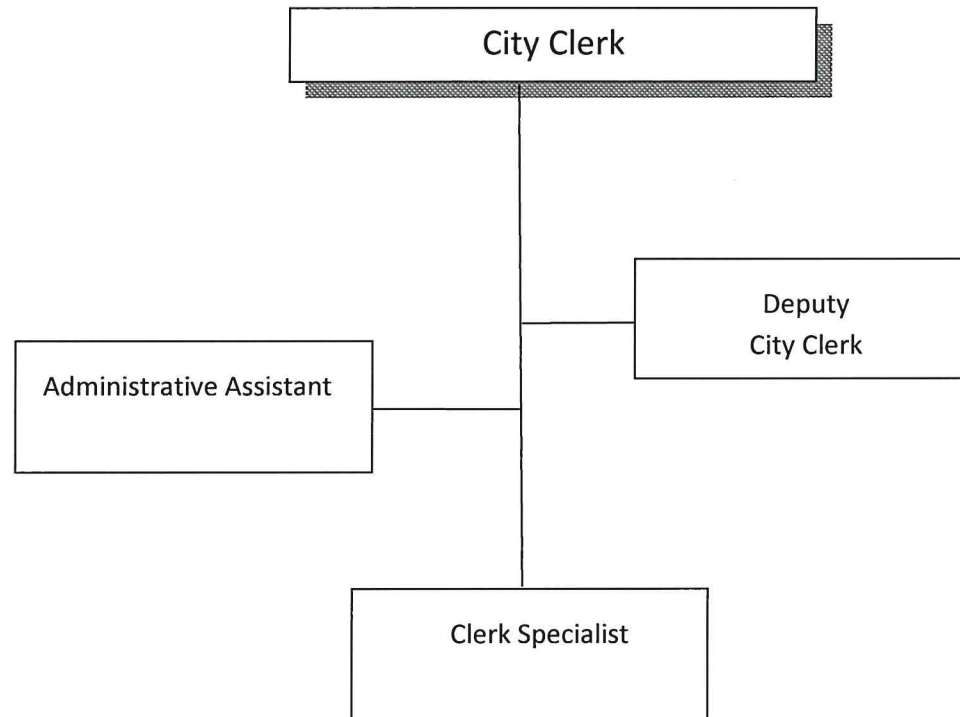 City Clerk
Deputy
City Clerk
Administrative Assistant
Clerk Specialist